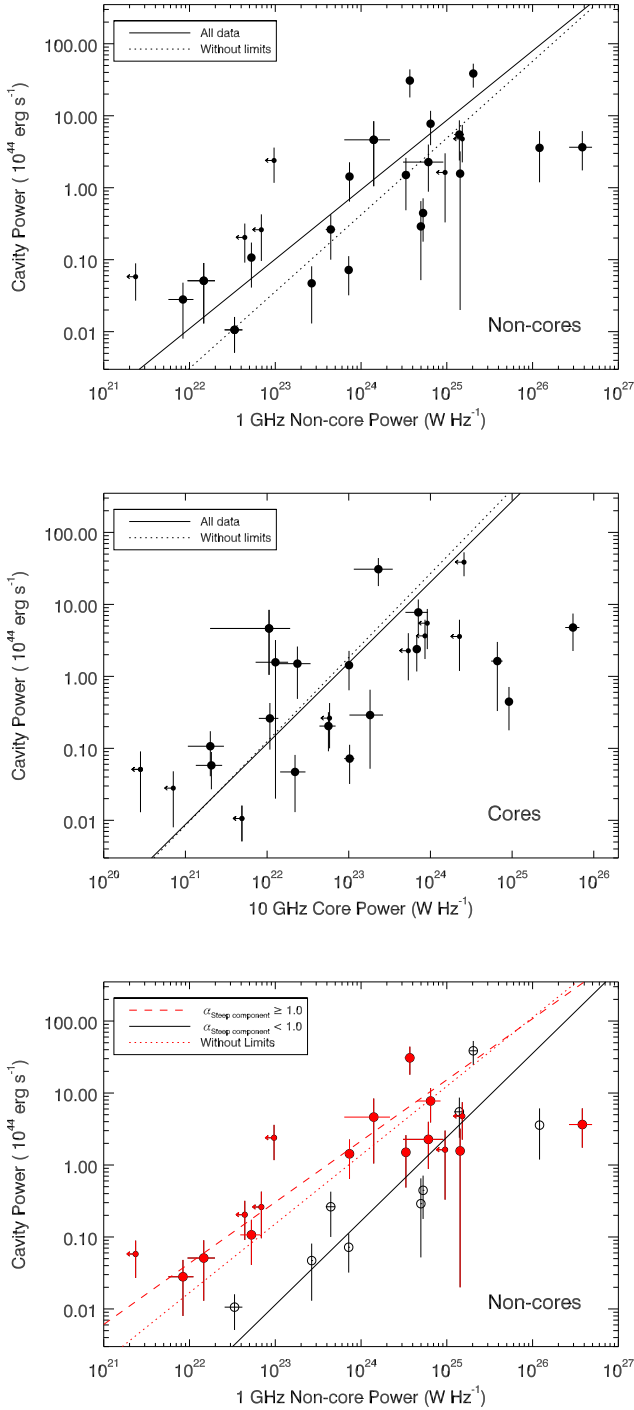 All data
Without limits
100.00
10.00
1.00
0.10
0.01
Cavity Power ( 10^44 erg s^-1)
Non-cores
10^21 10^22 10^23 10^24 10^25 10^26 10^27
1 GHz Non-core Power (W Hz^-1)
All data
Without limits
100.00
10.00
1.00
0.10
0.01
Cavity Power ( 10^44 erg s^-1)
Cores
10^20 10^21 10^22 10^23 10^24 10^25 10^26
10 GHz Core Power (W Hz^-1)
α Steep component ≥ 1.0
α Steep component < 1.0
Without Limits
100.00
10.00
1.00
0.10
0.01
Cavity Power ( 10^44 erg s^-1)
Non-cores
10^21 10^22 10^23 10^24 10^25 10^26 10^27
1 GHz Non-core Power (W Hz^-1)